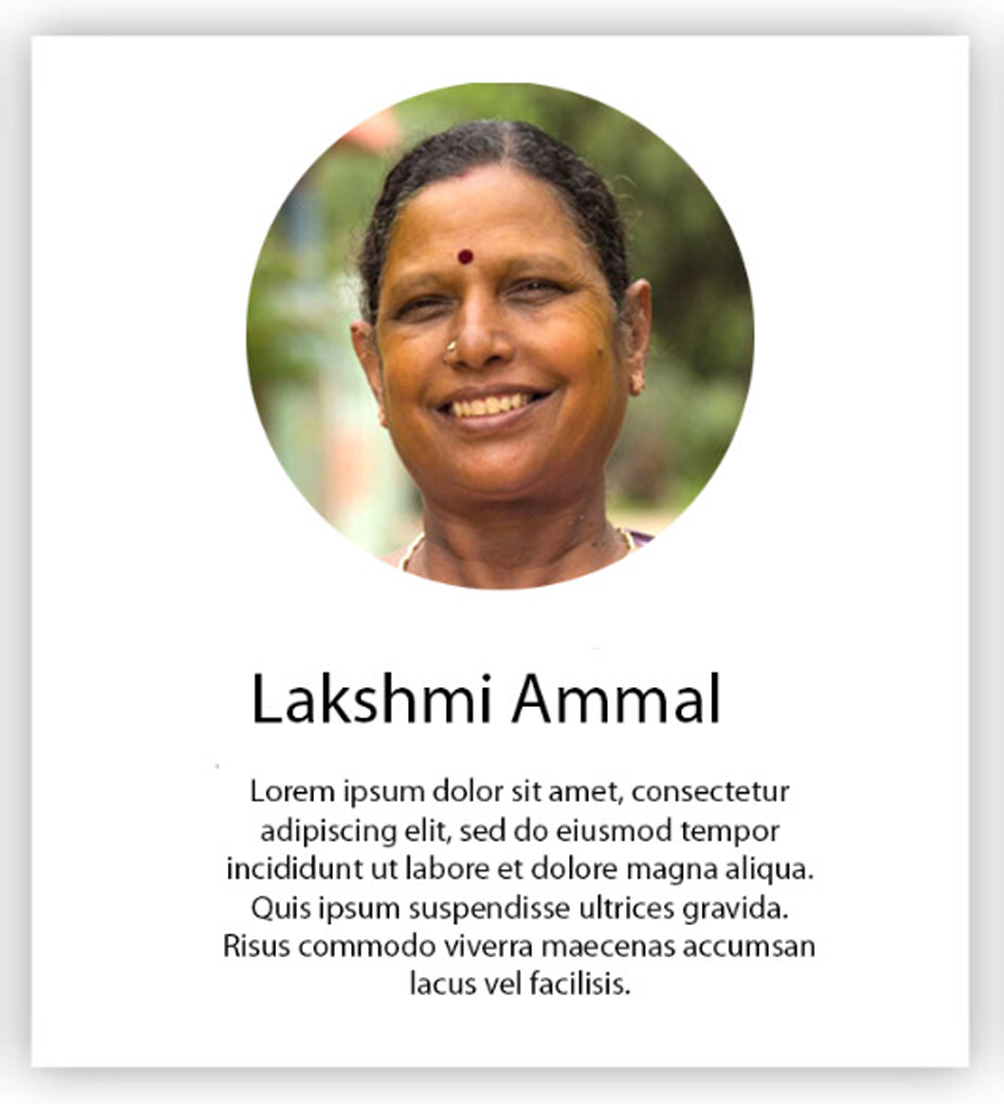 Lakshmi Ammal
Lorem ipsum dolor sit amet, consectetur
adipiscing elit, sed do eiusmod tempor
incididunt ut labore et dolore magna aliqua.
Quis ipsum suspendisse ultrices gravida.
Risus commodo viverra maecenas accumsan
lacus vel facilisis.